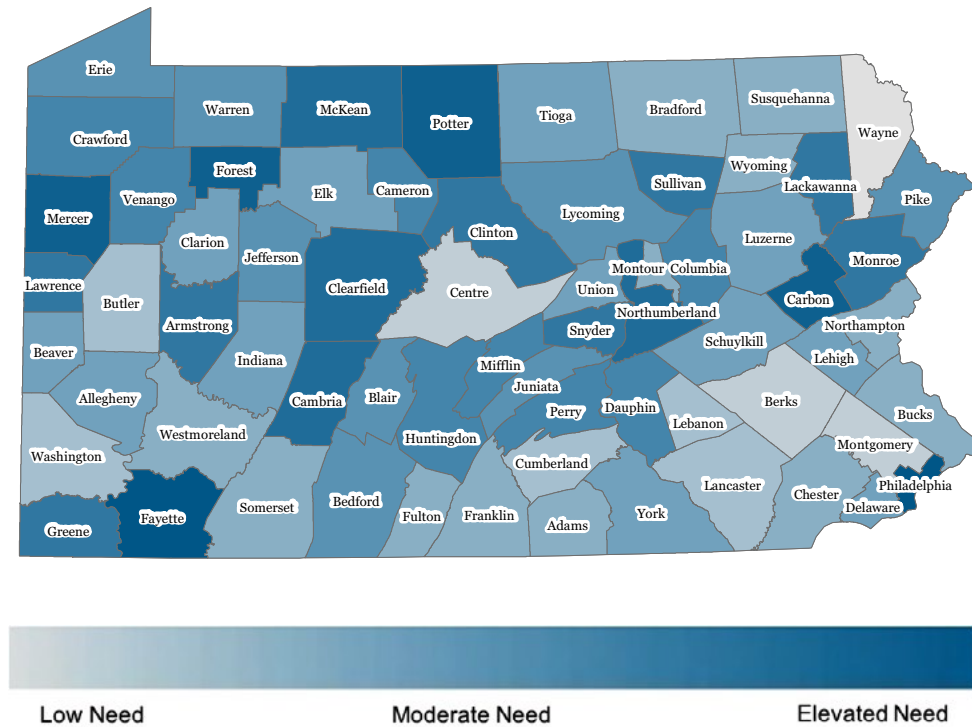 Erie
Warren
McKean
Potter
Tioga
Bradford
Susquehanna
Wayne
Crawford
Forest
Elk
Cameron
Sullivan
Wyoming
Lackawanna
Pike
Mercer
Venango
Clarion
Jefferson
Clinton
Lycoming
Luzerne
Monroe
Lawrence
Butler
Armstrong
Clearfield
Centre
Union
Montour
Columbia
Carbon
Northumberland
Northampton
Snyder
Schuylkill
Lehigh
Beaver
Indiana
Mifflin
Juniata
Allegheny
Cambria
Blair
Perry
Dauphin
Berks
Bucks
Lebanon
Westmoreland
Huntingdon
Montgomery
Washington
Cumberland
Lancaster
Philadelphia
Chester
Delaware
Greene
Fayette
Somerset
Bedford
Fulton
Franklin
Adams
York
Low Need
Moderate Need
Elevated Need